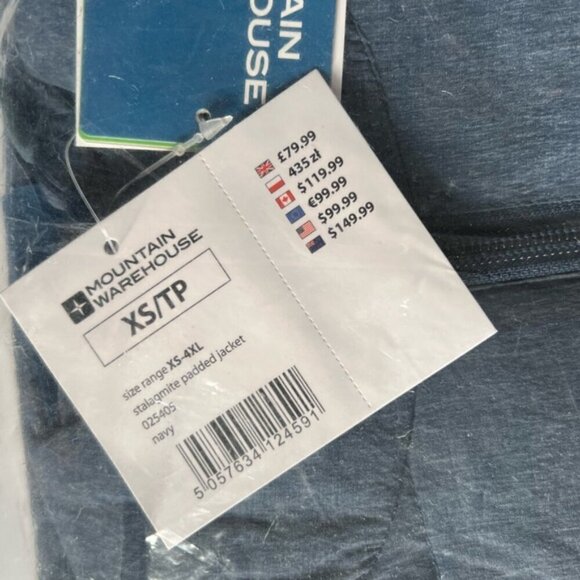 AIN
OUSE
MOUNTAIN
WAREHOUSE
XS/TP
size range XS-4XL
stalaqmite padded jacket
025405
navy
5 057634 124591
£79.99
435 zł
$119.99
€99.99
$99.99
$149.99